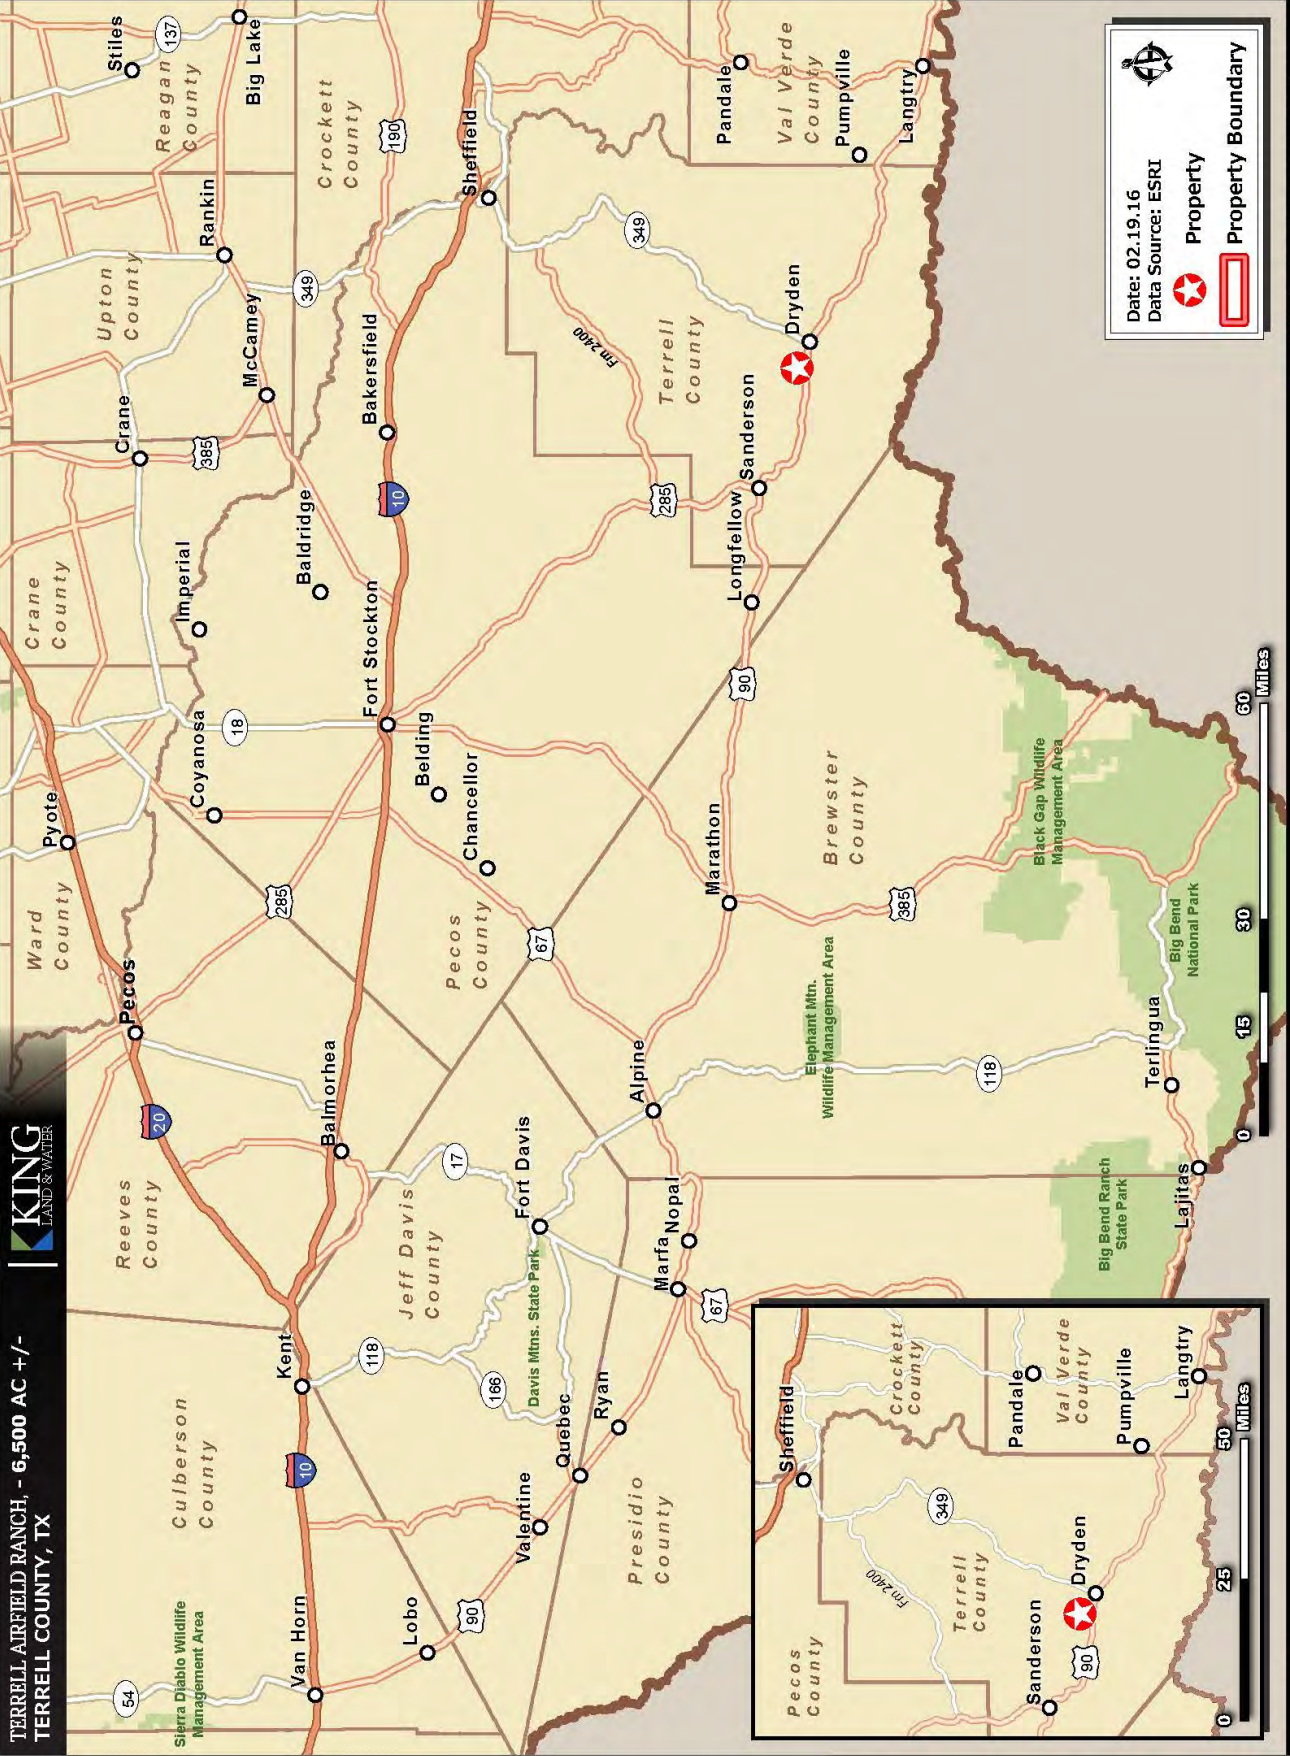 TERRELL AIRFIELD RANCH, - 6,500 AC +/-
TERRELL COUNTY, TX
KING
LAND & WATER
54
Sierra Diablo Wildlife
Management Area
Van Horn
Lobo
90
Culberson
County
10
Kent
118
166
Valentine
Quebec
Ryan
Presidio
County
Reeves
County
20
Balmorhea
Jeff Davis
County
17
Fort Davis
Davis Mtns. State Park
Marfa
Nopal
67
Alpine
Pecos
Ward
County
Pyote
285
Coyanosa
18
Pecos
County
67
Chancellor
Belding
Fort Stockton
Imperial
Baldridge
Crane
County
Crane
385
McCamey
Upton
County
Rankin
349
Bakersfield
10
Stiles
137
Reagan
County
Big Lake
Crockett
County
190
Sheffield
349
Fm 2400
Terrell
County
285
Longfellow
Sanderson
Dryden
90
Marathon
Brewster
County
385
Elephant Mtn.
Wildlife Management Area
118
Black Gap Wildlife
Management Area
Big Bend
National Park
Terlingua
Big Bend Ranch
State Park
Lajitas
Pandale
Val Verde
County
Pumpville
Langtry
0
15
30
60
Miles
Date: 02.19.16
Data Source: ESRI
Property
Property Boundary
Pecos
County
Sheffield
Crockett
County
Fm 2400
349
Terrell
County
Sanderson
90
Dryden
Pandale
Val Verde
County
Pumpville
Langtry
0
25
50
Miles